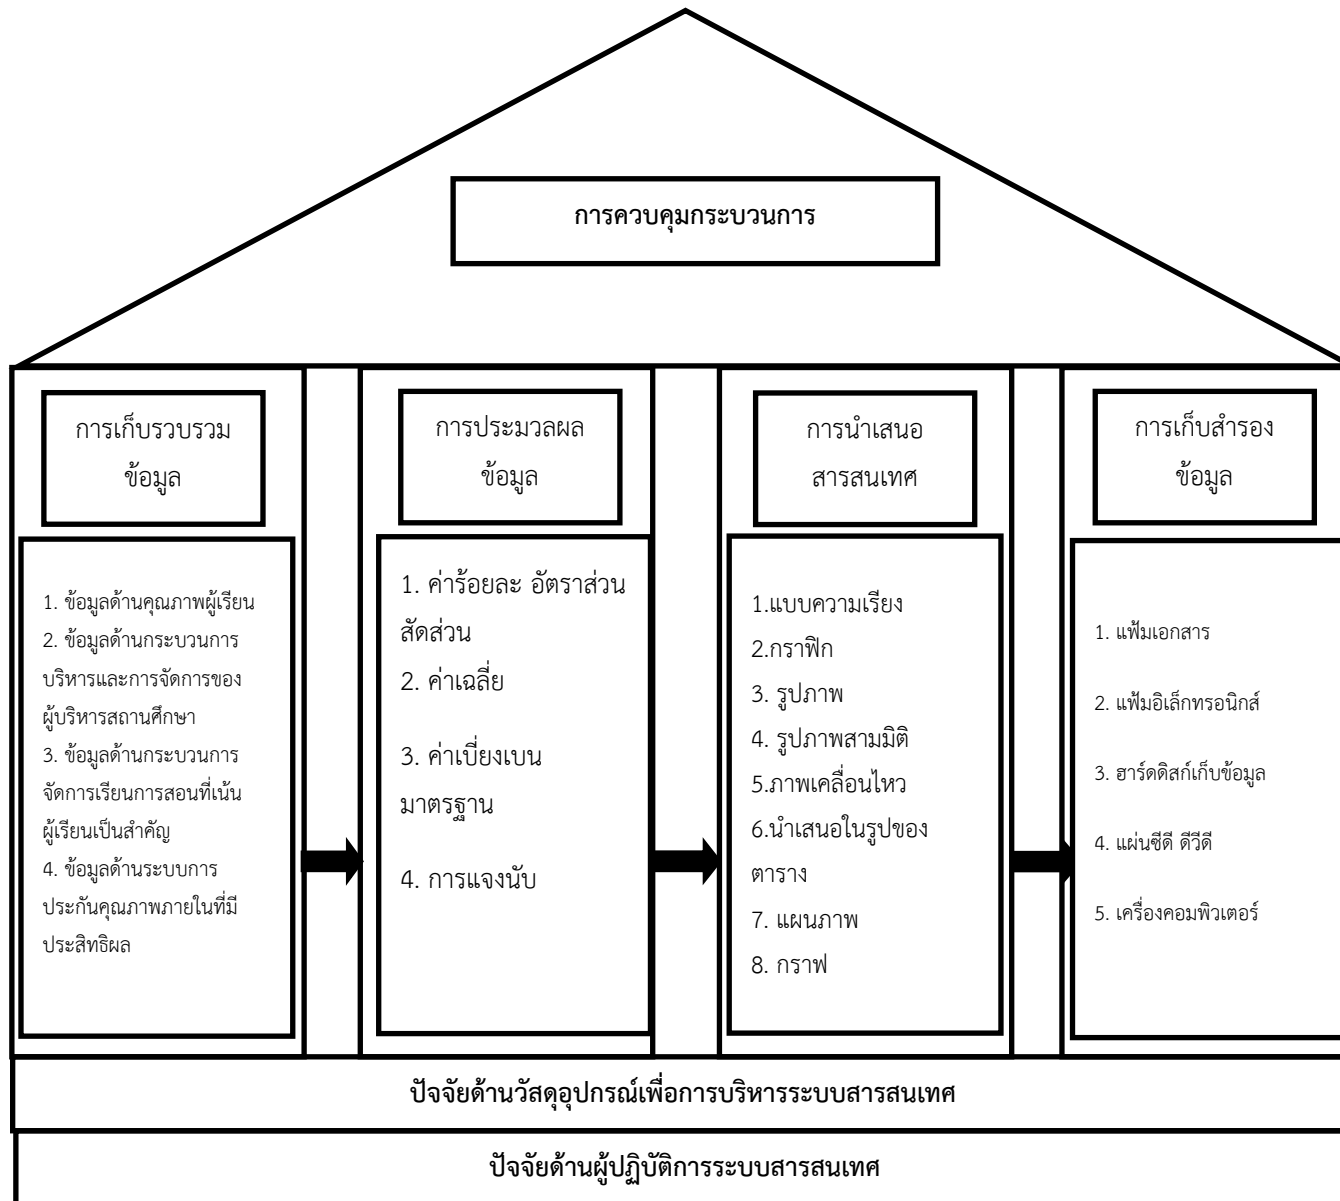 การควบคุมกระบวนการ
การเก็บรวบรวม
ข้อมูล
1. ข้อมูลด้านคุณภาพผู้เรียน
2. ข้อมูลด้านกระบวนการ
บริหารและการจัดการของ
ผู้บริหารสถานศึกษา
3. ข้อมูลด้านกระบวนการ
จัดการเรียนการสอนที่เน้น
ผู้เรียนเป็นสำคัญ
4. ข้อมูลด้านระบบการ
ประกันคุณภาพภายในที่มี
ประสิทธิผล
การประมวลผล
ข้อมูล
1. ค่าร้อยละ อัตราส่วน
สัดส่วน
2. ค่าเฉลี่ย
3. ค่าเบี่ยงเบน
มาตรฐาน
4. การแจงนับ
การนำเสนอ
สารสนเทศ
1.แบบความเรียง
2.กราฟิก
3. รูปภาพ
4. รูปภาพสามมิติ
5.ภาพเคลื่อนไหว
6.นำเสนอในรูปของ
ตาราง
7. แผนภาพ
8. กราฟ
การเก็บสำรอง
ข้อมูล
1. แฟ้มเอกสาร
2. แฟ้มอิเล็กทรอนิกส์
3. ฮาร์ดดิสก์เก็บข้อมูล
4. แผ่นซีดี ดีวีดี
5. เครื่องคอมพิวเตอร์
ปัจจัยด้านวัสดุอุปกรณ์เพื่อการบริหารระบบสารสนเทศ
ปัจจัยด้านผู้ปฏิบัติการระบบสารสนเทศ